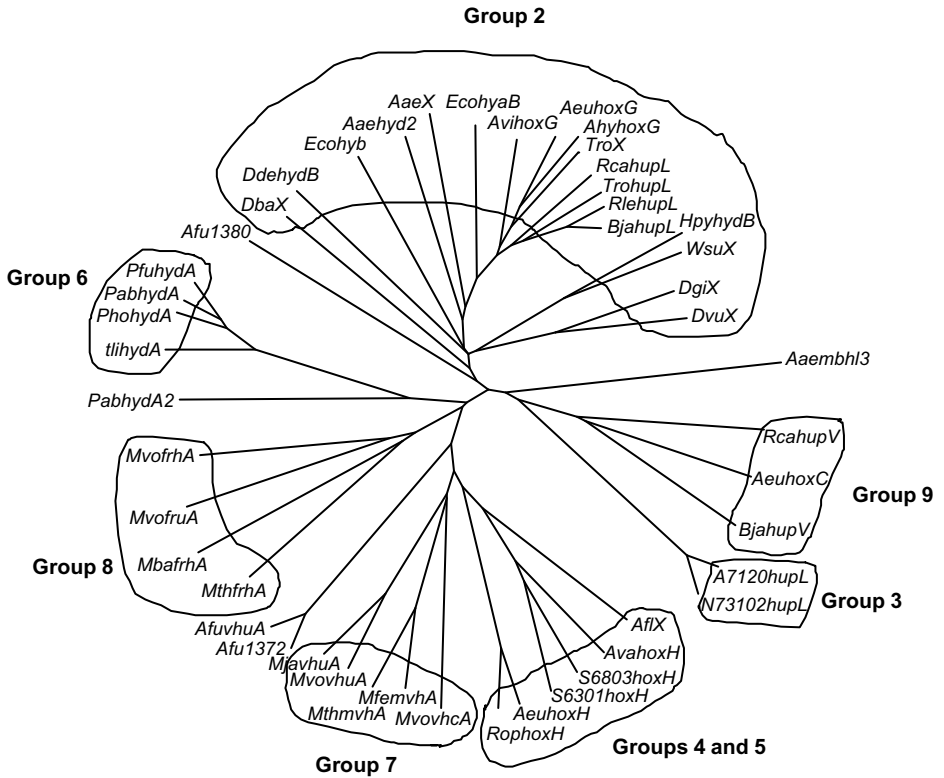 Group 2
AaeX
EcohyaB
AeuhoxG
Aaehyd2
AvihoxG
AhyhoxG
Ecohyb
TroX
RcahupL
DdehydB
TrohupL
RlehupL
DbaX
BjahupL
HpyhydB
Afu1380
WsuX
Group 6
PfuhydA
PabhydA
DgiX
PhohydA
DvuX
tlihydA
Aaembhl3
PabhydA2
MvofrhA
RcahupV
AeuhoxC
Group 9
MvofruA
BjahupV
Group 8
MbafrhA
MthfrhA
A7120hupL
N73102hupL
Group 3
AfuvhuA
AflX
Afu1372
AvahoxH
MjavhuA
MvovhuA
S6803hoxH
MfemvhA
S6301hoxH
MthmvhA
MvovhcA
AeuhoxH
RophoxH
Groups 4 and 5
Group 7